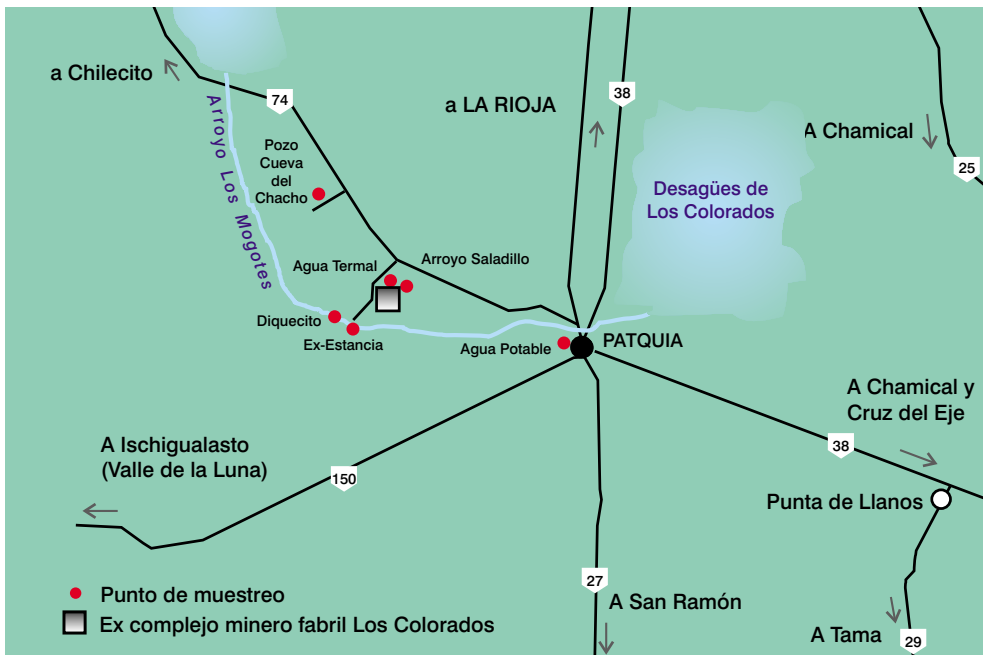 a Chilecito
74
Arroyo Los Mogotes
Pozo
Cueva
del
Chacho
a LA RIOJA
38
A Chamical
25
Desagües de
Los Colorados
Agua Termal
Arroyo Saladillo
Diquecito
Ex-Estancia
Agua Potable
PATQUIA
A Chamical y
Cruz del Eje
38
A Ischigualasto
(Valle de la Luna)
150
Punta de Llanos
27
A San Ramón
A Tama
29
Punto de muestreo
Ex complejo minero fabril Los Colorados